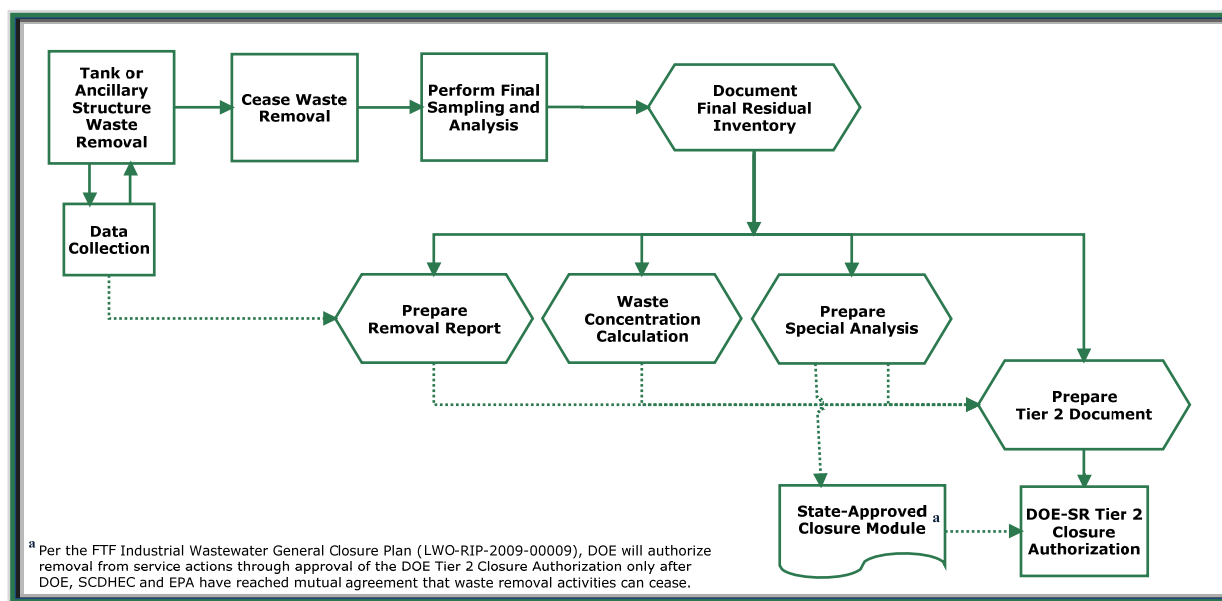 Tank or
Ancillary
Structure
Waste
Removal
Cease Waste
Removal
Perform Final
Sampling and
Analysis
Document
Final Residual
Inventory
Data
Collection
Prepare
Removal Report
Waste
Concentration
Calculation
Prepare
Special Analysis
Prepare
Tier 2 Document
State-Approved
Closure Module a
DOE-SR Tier 2
Closure
Authorization
a Per the FTF Industrial Wastewater General Closure Plan (LWO-RIP-2009-00009), DOE will authorize
removal from service actions through approval of the DOE Tier 2 Closure Authorization only after
DOE, SCDHEC and EPA have reached mutual agreement that waste removal activities can cease.